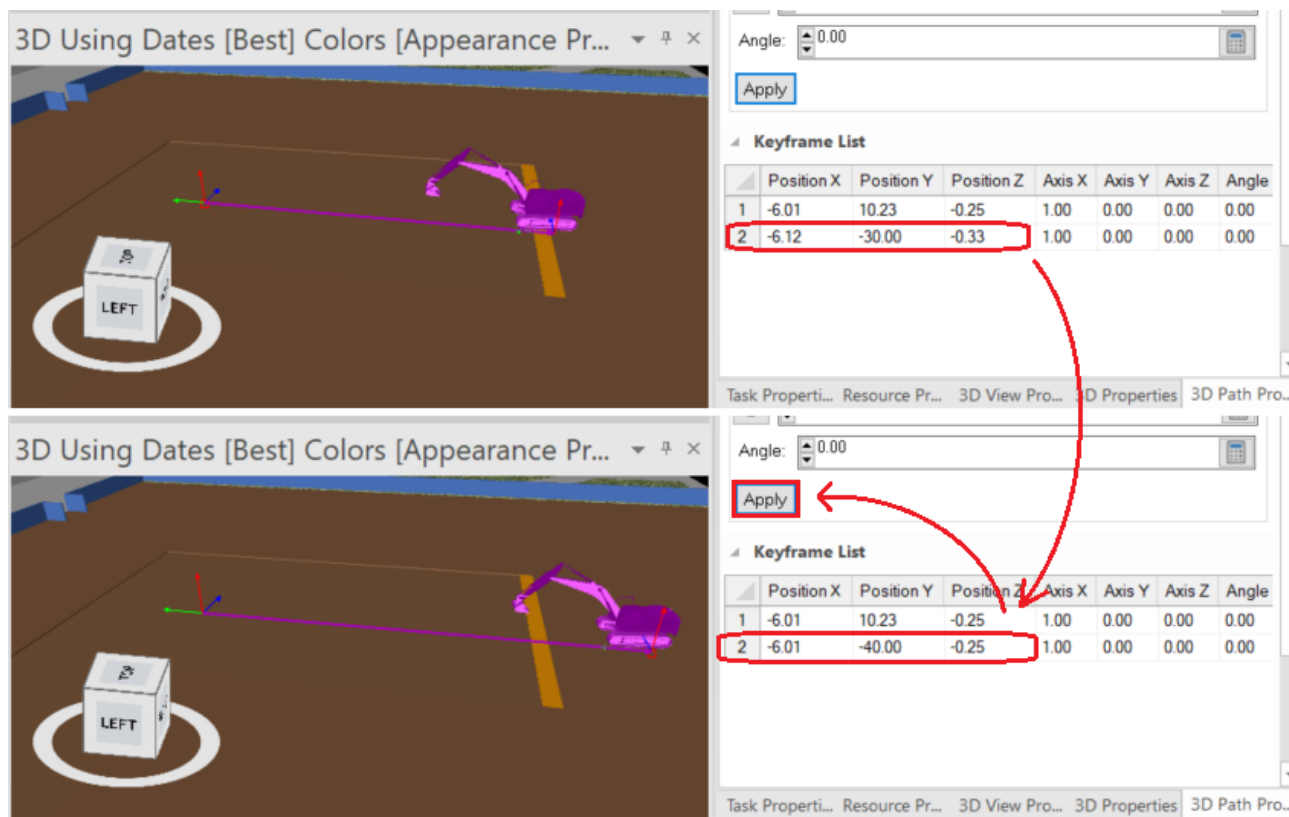 3D Using Dates [Best] Colors [Appearance Pr...
LEFT
Angle: 0.00
Apply
Keyframe List
Position X Position Y Position Z Axis X Axis Y Axis Z Angle
1 -6.01 10.23 -0.25 1.00 0.00 0.00 0.00
2 -6.12 -30.00 -0.33 1.00 0.00 0.00 0.00
Task Properti... Resource Pr... 3D View Pro... 3D Properties 3D Path Pro...
3D Using Dates [Best] Colors [Appearance Pr...
LEFT
Angle: 0.00
Apply
Keyframe List
Position X Position Y Position Z Axis X Axis Y Axis Z Angle
1 -6.01 10.23 -0.25 1.00 0.00 0.00 0.00
2 -6.01 -40.00 -0.25 1.00 0.00 0.00 0.00
Task Properti... Resource Pr... 3D View Pro... 3D Properties 3D Path Pro...